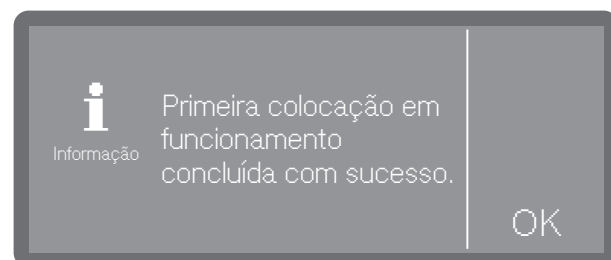 Informação
Primeira colocação em
funcionamento
concluída com sucesso.
OK